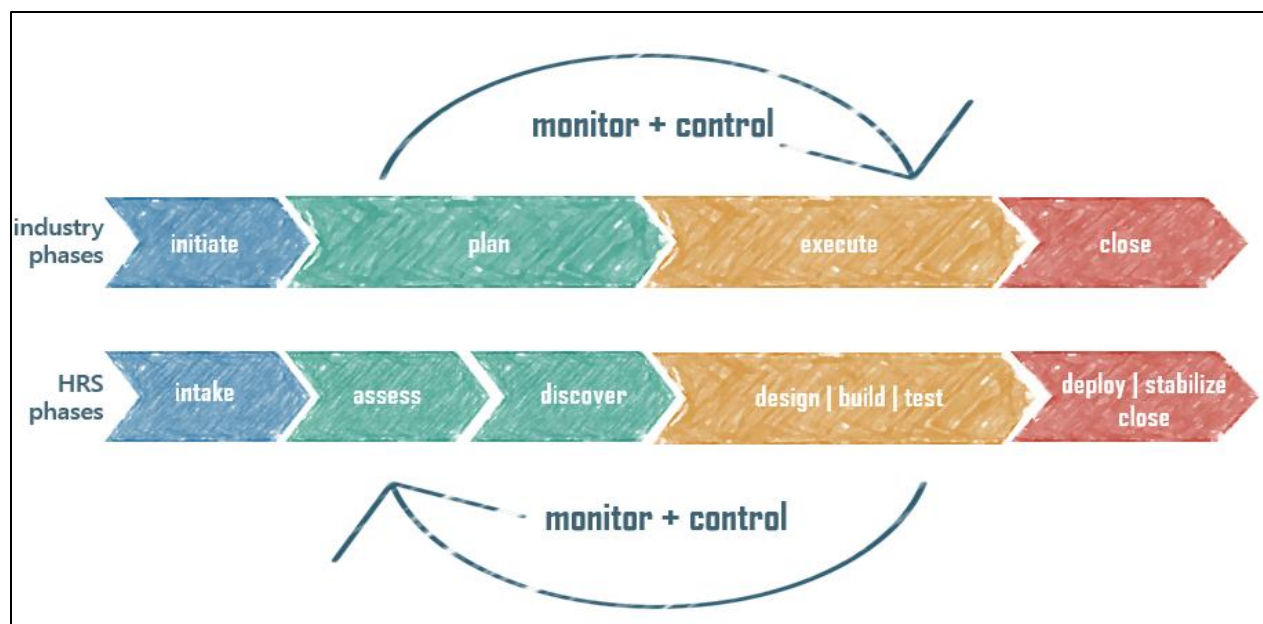 monitor + control
industry
phases
initiate
plan
execute
close
HRS
phases
intake
assess
discover
design | build | test
deploy | stabilize
close
monitor + control